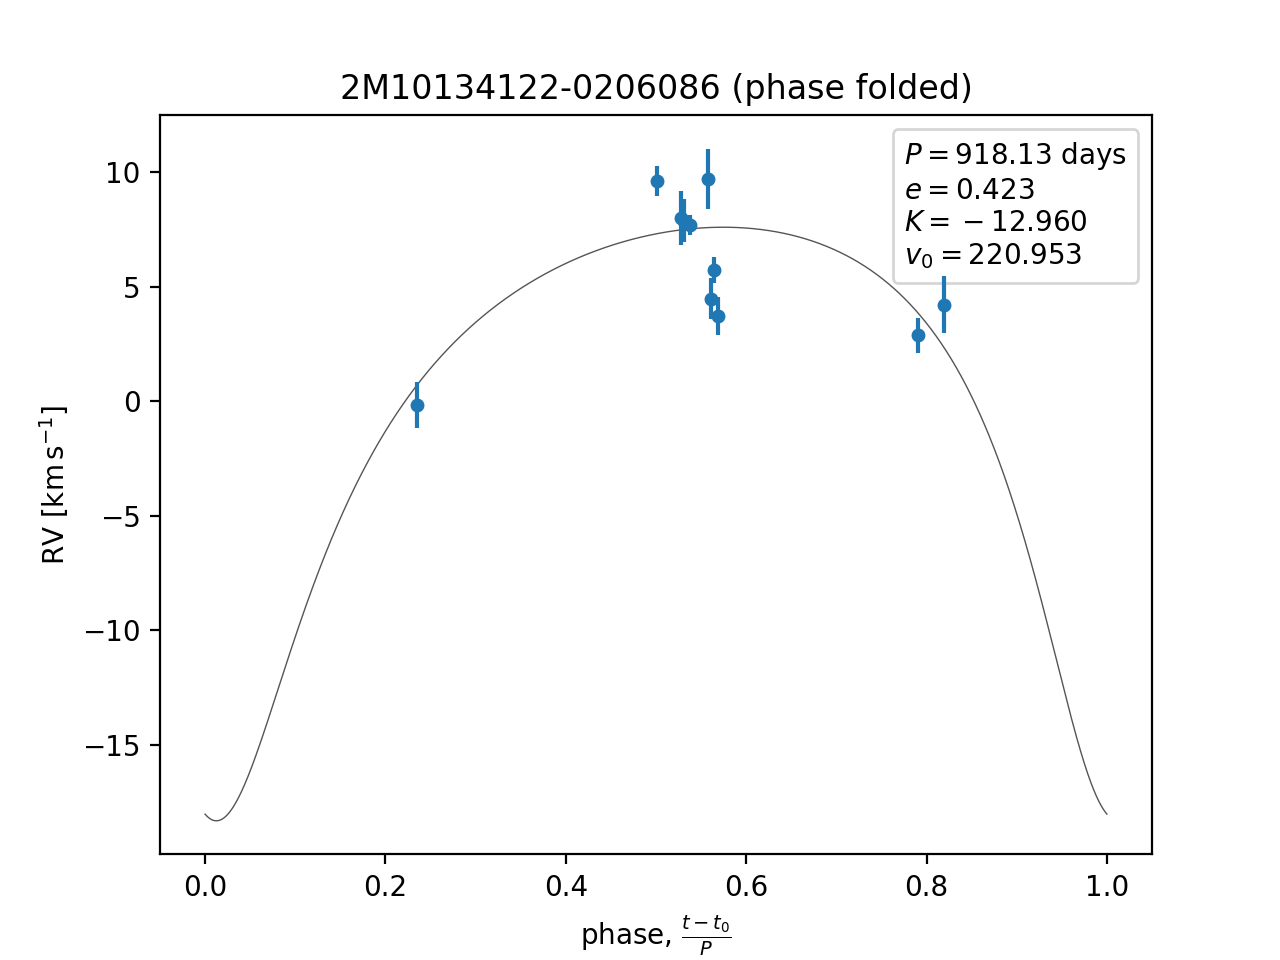 2M10134122-0206086 (phase folded)
P = 918.13 days
e = 0.423
K = − 12.960
v₀ = 220.953
10
5
0
−5
−10
−15
RV [km s⁻¹]
0.0 0.2 0.4 0.6 0.8 1.0
phase, (t − t₀)/P